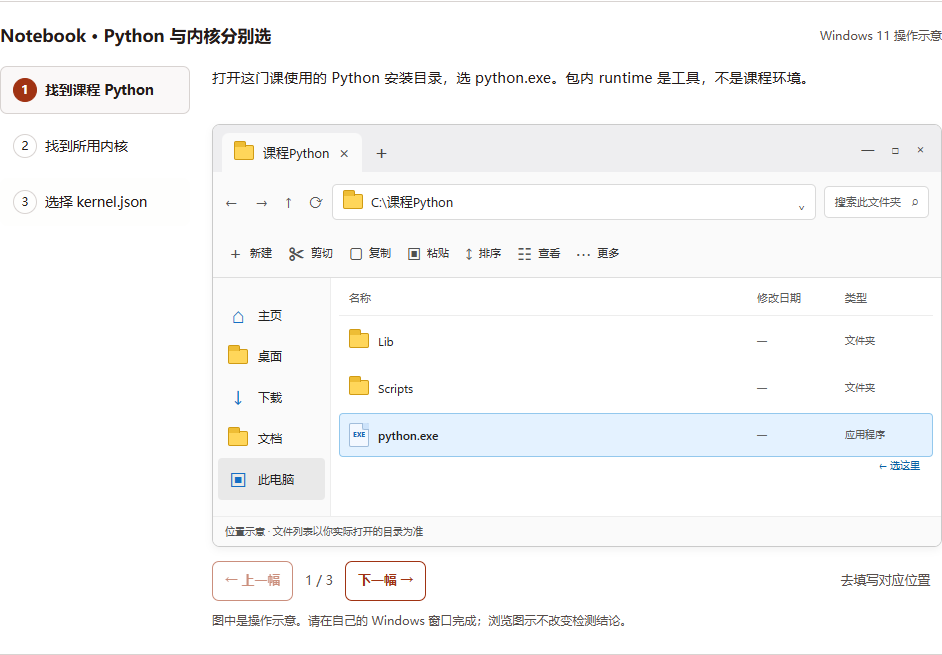 Notebook • Python 与内核分别选
Windows 11 操作示意
1 找到课程 Python
2 找到所用内核
3 选择 kernel.json
打开这门课使用的 Python 安装目录，选 python.exe。包内 runtime 是工具，不是课程环境。
课程Python × +
— □ ×
← → ↑ ⟳ C:\课程Python ⌄ 搜索此文件夹 ⌕
+ 新建 ✂ 剪切 ▢ 复制 ▣ 粘贴 ↕ 排序 ☷ 查看 … 更多
⌂ 主页
桌面
↓ 下载
文档
▣ 此电脑
名称 修改日期 类型
Lib — 文件夹
Scripts — 文件夹
EXE python.exe — 应用程序
← 选这里
位置示意 · 文件列表以你实际打开的目录为准
← 上一幅 1 / 3 下一幅 →
去填写对应位置
图中是操作示意。请在自己的 Windows 窗口完成；浏览图示不改变检测结论。